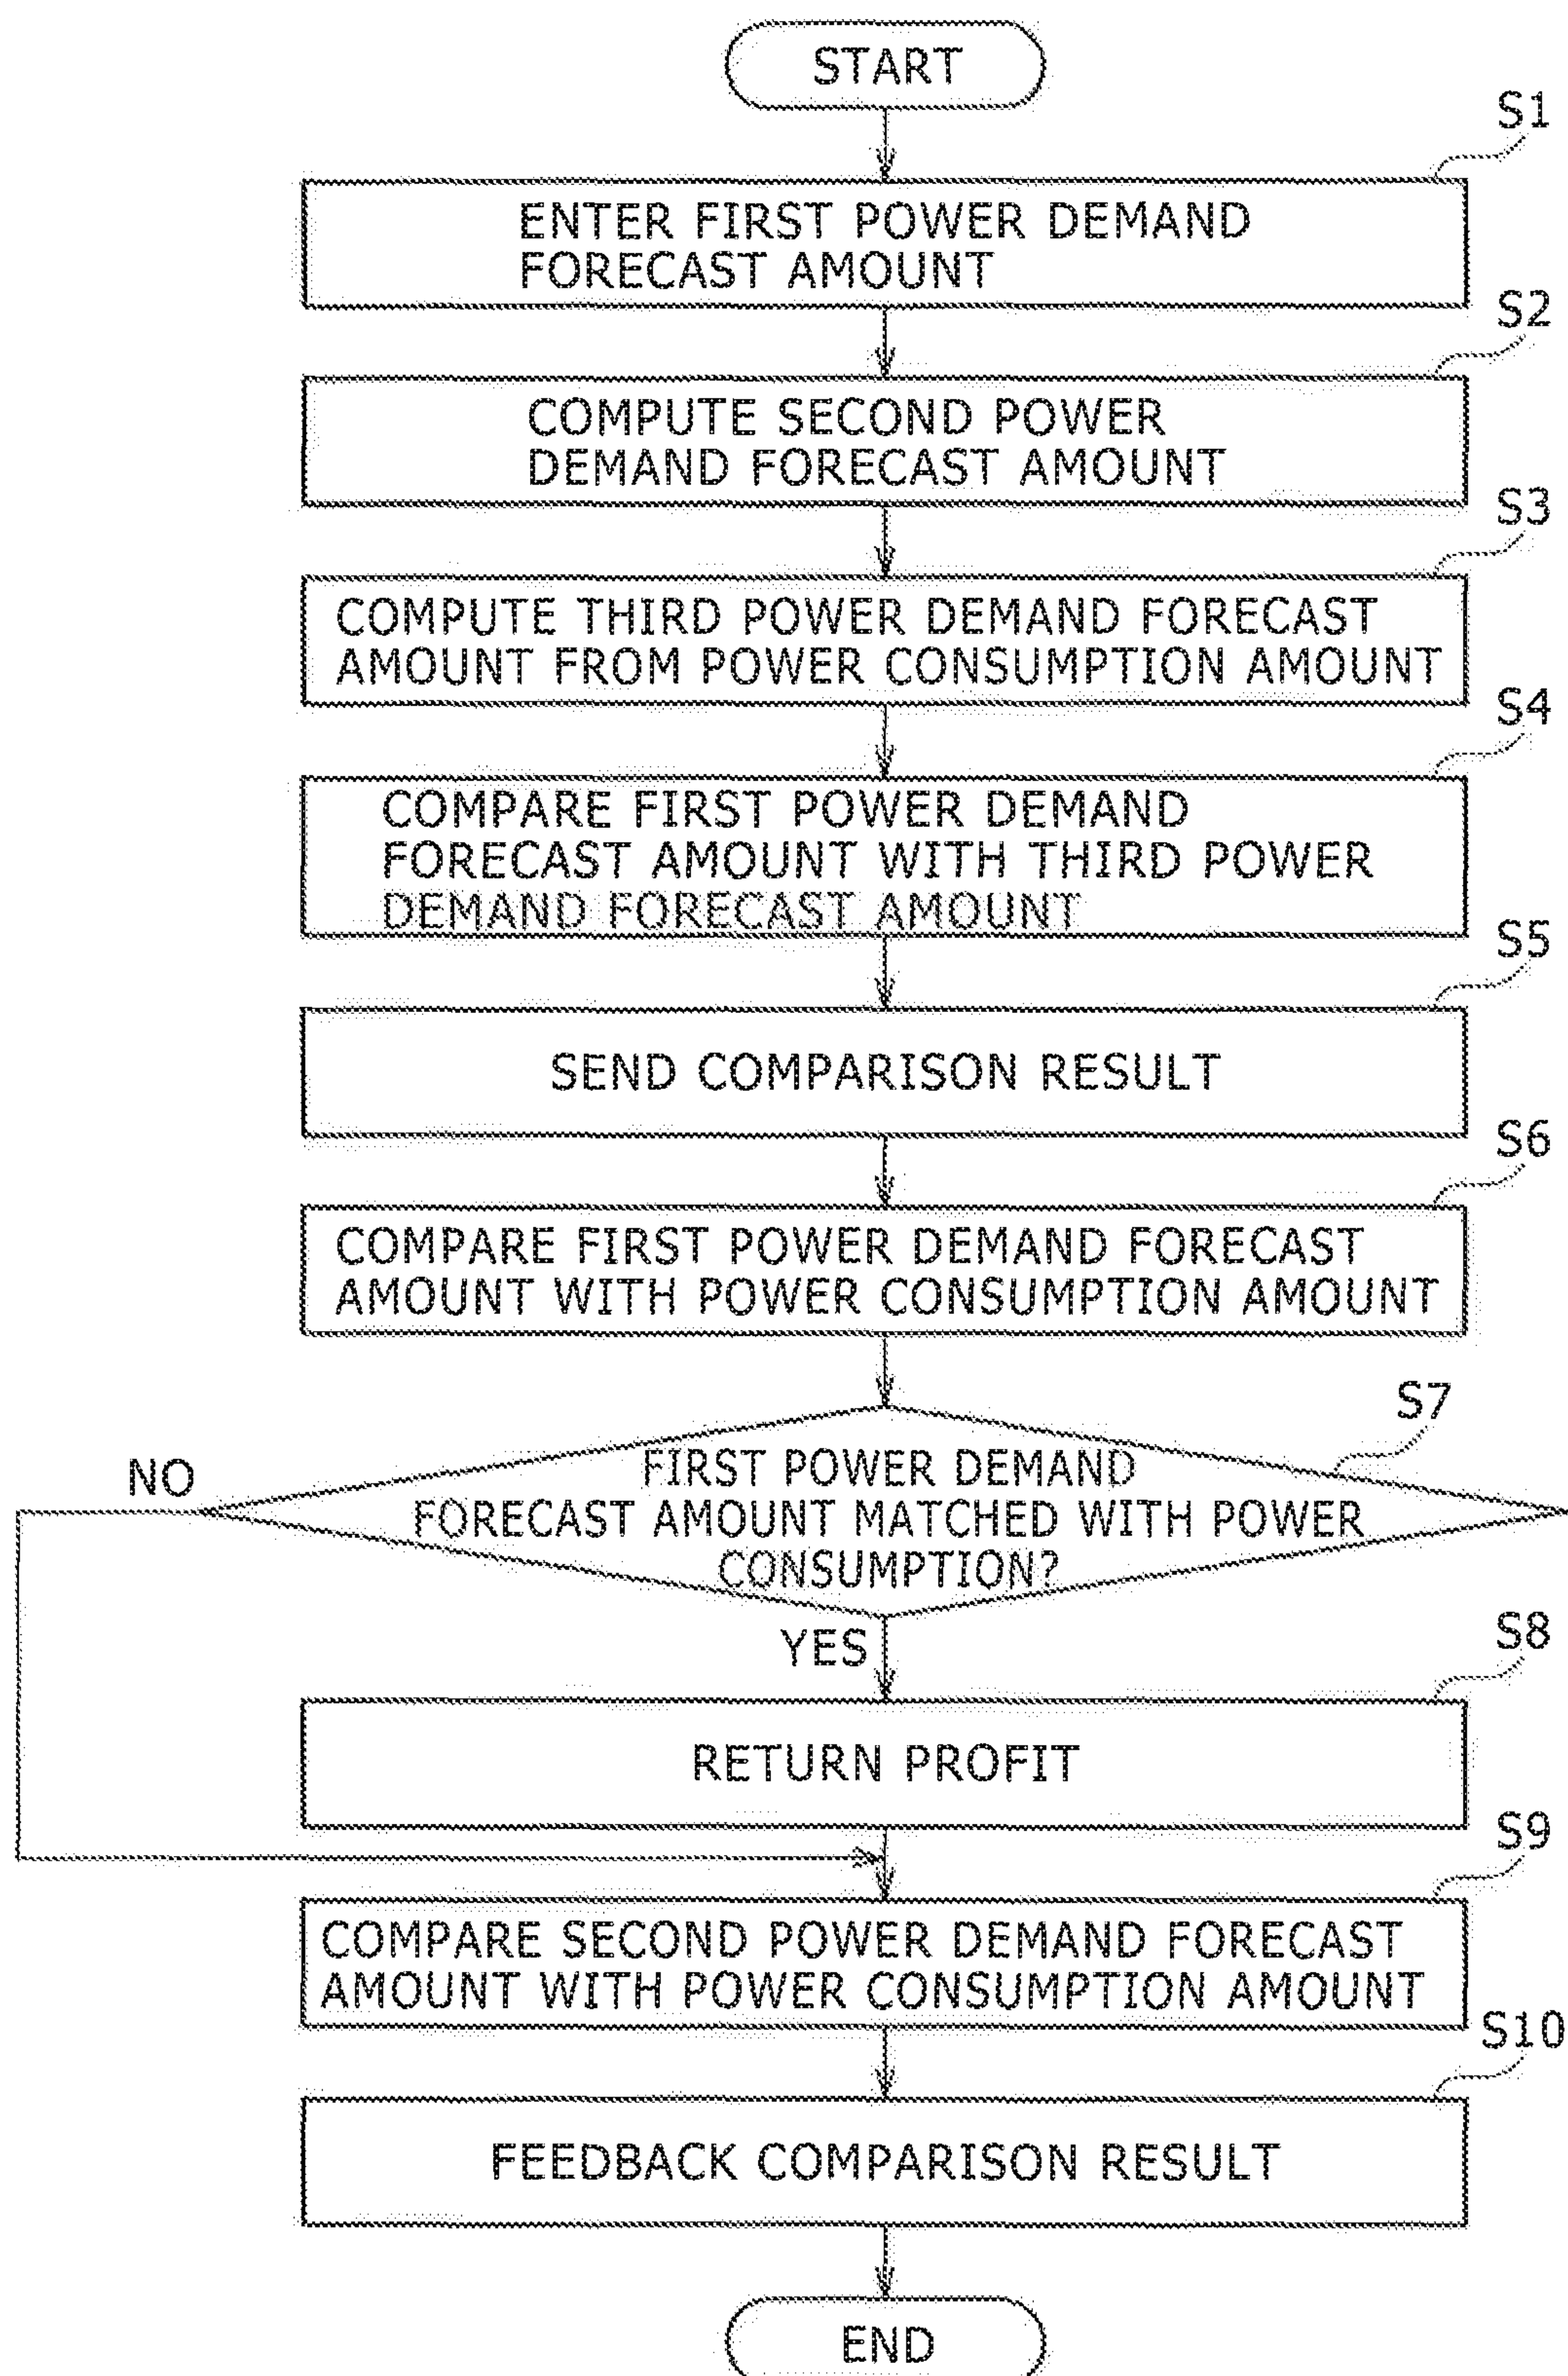 START
S1
ENTER FIRST POWER DEMAND
FORECAST AMOUNT
S2
COMPUTE SECOND POWER
DEMAND FORECAST AMOUNT
S3
COMPUTE THIRD POWER DEMAND FORECAST
AMOUNT FROM POWER CONSUMPTION AMOUNT
S4
COMPARE FIRST POWER DEMAND
FORECAST AMOUNT WITH THIRD POWER
DEMAND FORECAST AMOUNT
S5
SEND COMPARISON RESULT
S6
COMPARE FIRST POWER DEMAND FORECAST
AMOUNT WITH POWER CONSUMPTION AMOUNT
S7
NO
FIRST POWER DEMAND
FORECAST AMOUNT MATCHED WITH POWER
CONSUMPTION?
YES
S8
RETURN PROFIT
S9
COMPARE SECOND POWER DEMAND FORECAST
AMOUNT WITH POWER CONSUMPTION AMOUNT
S10
FEEDBACK COMPARISON RESULT
END